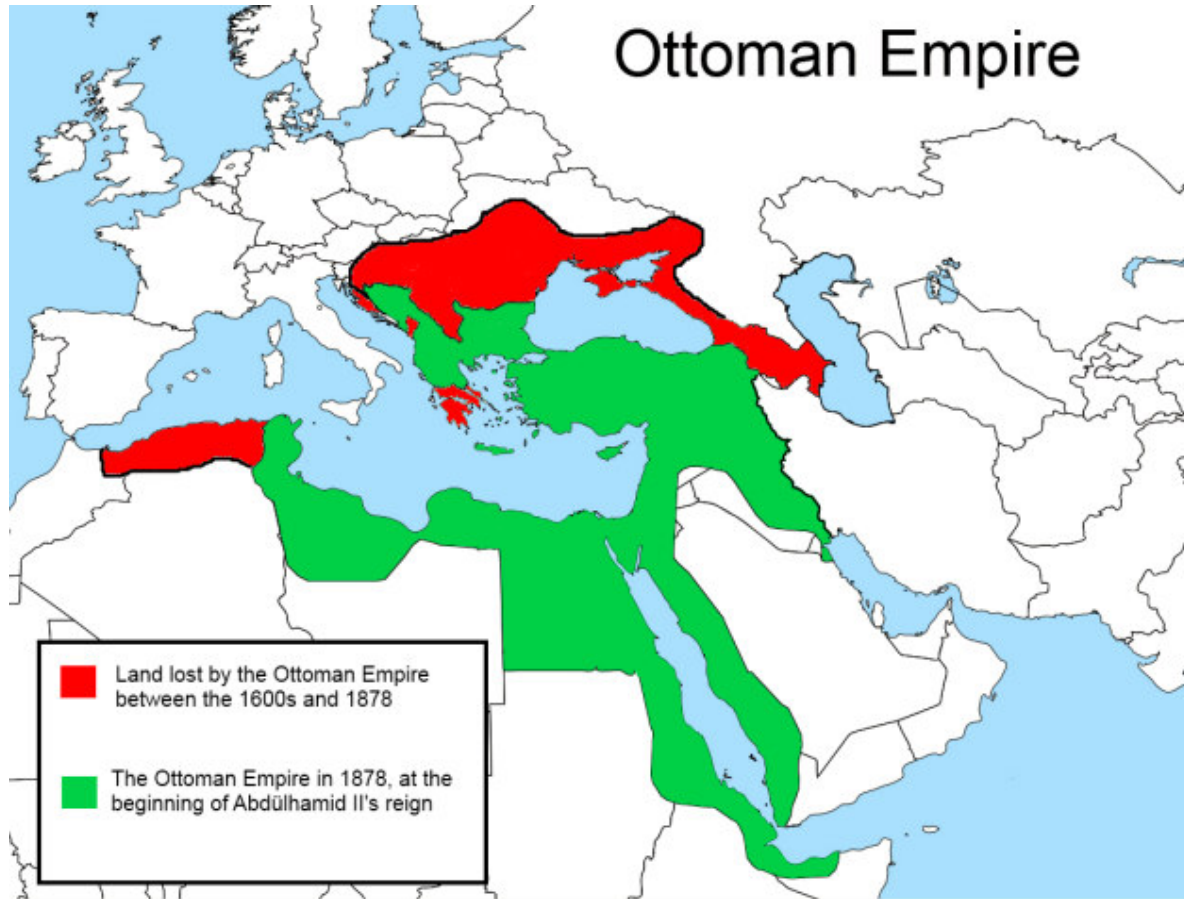 Ottoman Empire
Land lost by the Ottoman Empire
between the 1600s and 1878
The Ottoman Empire in 1878, at the
beginning of Abdülhamid II's reign